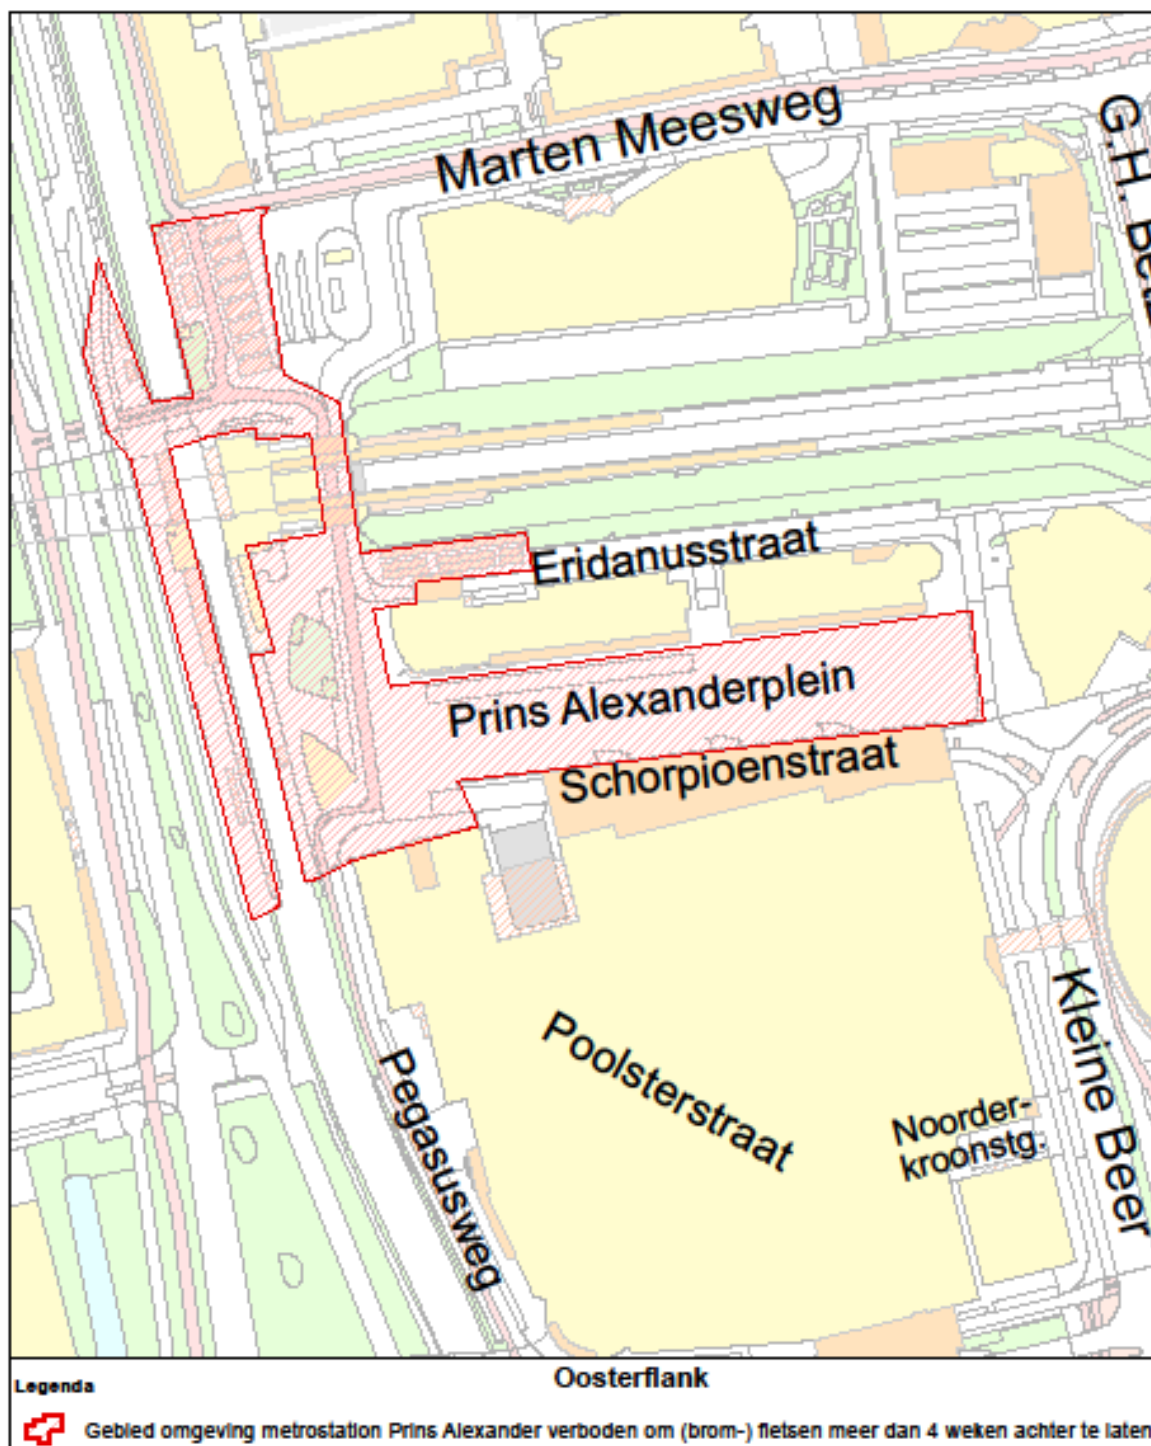 Marten Meesweg
G.H. Betz
Eridanusstraat
Prins Alexanderplein
Schorpioenstraat
Poolsterstraat
Pegasusweg
Noorder-
kroonstg.
Kleine Beer
Oosterflank
Legenda
Gebied omgeving metrostation Prins Alexander verboden om (brom-) fietsen meer dan 4 weken achter te laten